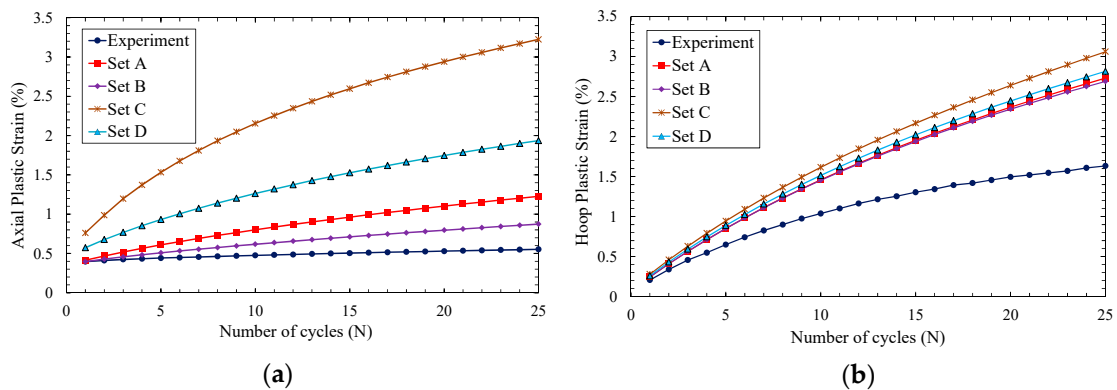 3.5
3
2.5
2
1.5
1
0.5
0
Axial Plastic Strain (%)
Experiment
Set A
Set B
Set C
Set D
0 5 10 15 20 25
Number of cycles (N)
(a)
3.5
3
2.5
2
1.5
1
0.5
0
Hoop Plastic Strain (%)
Experiment
Set A
Set B
Set C
Set D
0 5 10 15 20 25
Number of cycles (N)
(b)